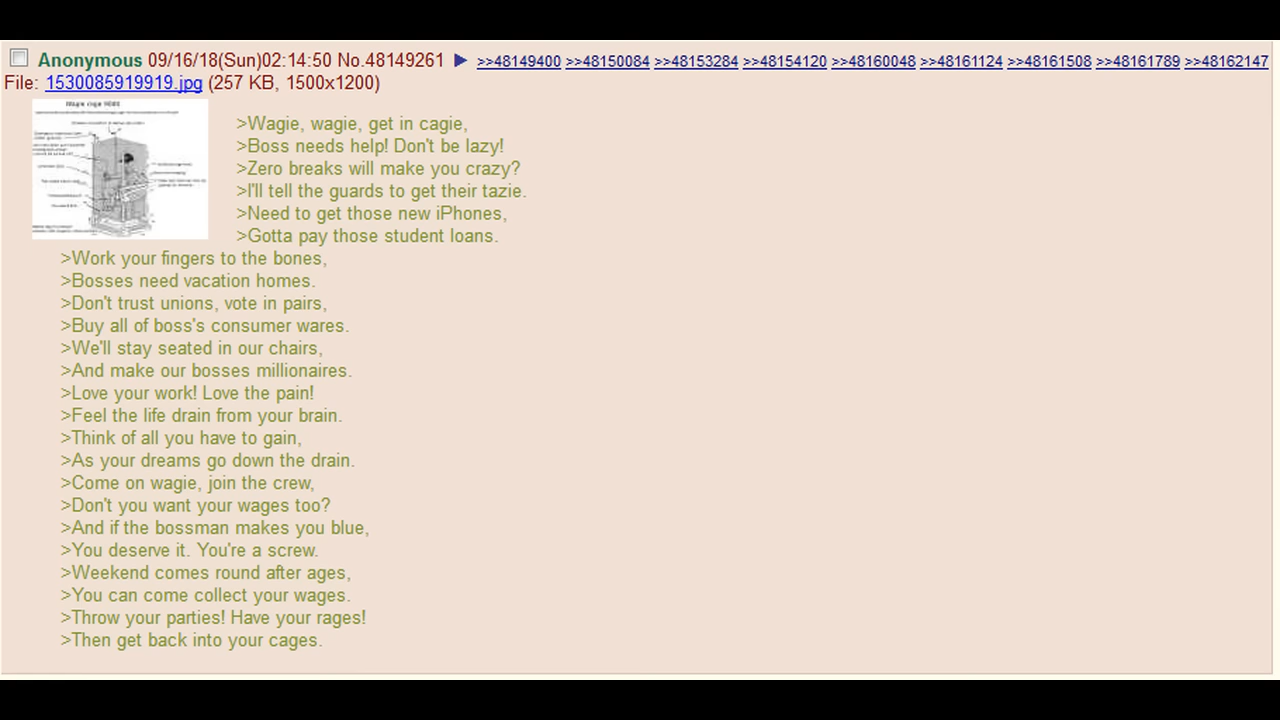 Anonymous 09/16/18(Sun)02:14:50 No.48149261 ▶ >>48149400 >>48150084 >>48153284 >>48154120 >>48160048 >>48161124 >>48161508 >>48161789 >>48162147
File: 1530085919919.jpg (257 KB, 1500x1200)
>Wagie, wagie, get in cagie,
>Boss needs help! Don't be lazy!
>Zero breaks will make you crazy?
>I'll tell the guards to get their tazie.
>Need to get those new iPhones,
>Gotta pay those student loans.
>Work your fingers to the bones,
>Bosses need vacation homes.
>Don't trust unions, vote in pairs,
>Buy all of boss's consumer wares.
>We'll stay seated in our chairs,
>And make our bosses millionaires.
>Love your work! Love the pain!
>Feel the life drain from your brain.
>Think of all you have to gain,
>As your dreams go down the drain.
>Come on wagie, join the crew,
>Don't you want your wages too?
>And if the bossman makes you blue,
>You deserve it. You're a screw.
>Weekend comes round after ages,
>You can come collect your wages.
>Throw your parties! Have your rages!
>Then get back into your cages.